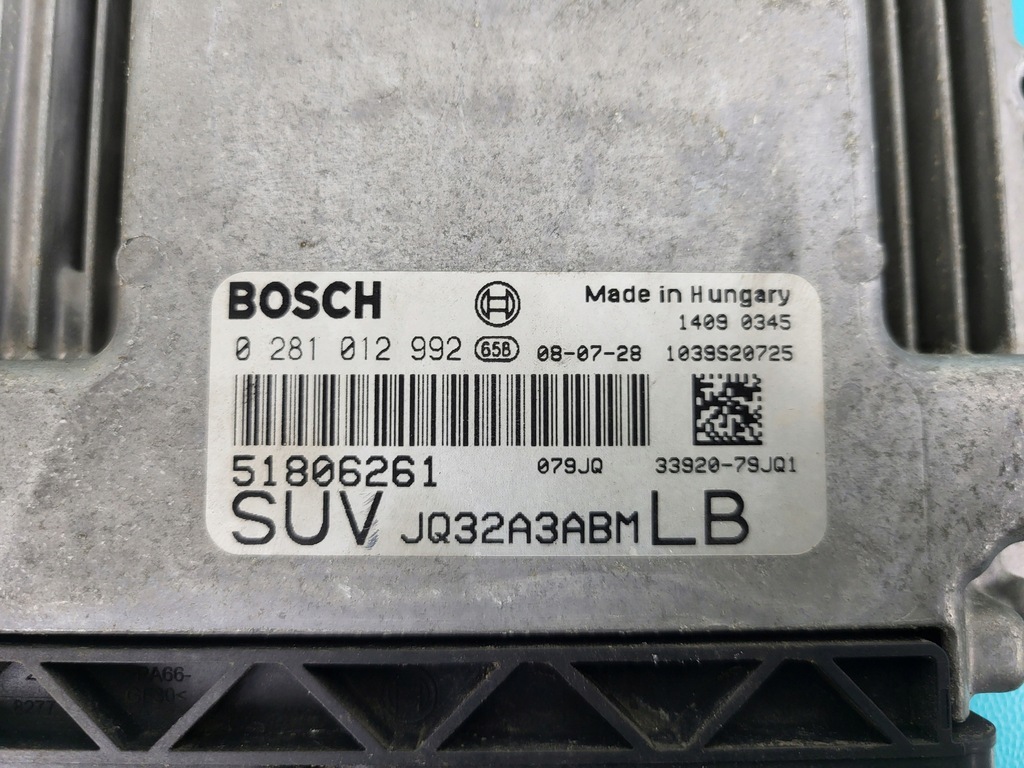 BOSCH Made in Hungary
1409 0345
0 281 012 992 65B 08-07-28 1039S20725
51806261 079JQ 33920-79JQ1
SUV JQ32A3ABM LB